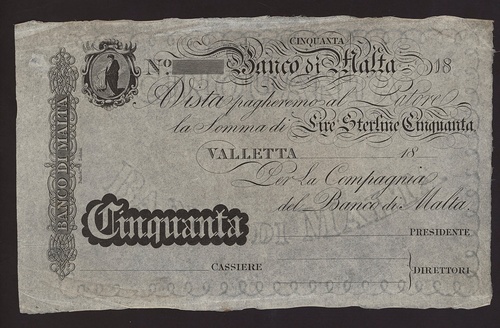 CINQUANTA
Nº Banco di Malta 18
Vista pagheremo al Latore
la Somma di Lire Sterline Cinquanta
VALLETTA 18
Per La Compagnia
del Banco di Malta.
Cinquanta
PRESIDENTE
CASSIERE
DIRETTORI
BANCO DI MALTA